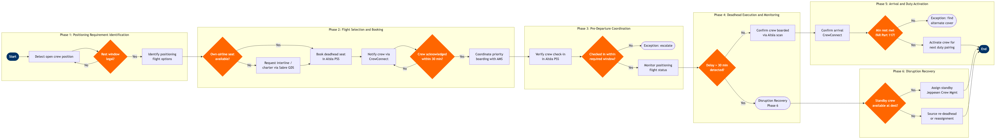 Phase 1: Positioning Requirement Identification
Start
Detect open crew position
Rest window
legal?
No
Yes
Identify positioning
flight options
Phase 2: Flight Selection and Booking
Own-airline seat
available?
Yes
No
Request interline /
charter via Sabre GDS
Book deadhead seat
in Altéa PSS
Notify crew via
CrewConnect
Crew acknowledged
within 30 min?
No
Yes
Coordinate priority
boarding with AMS
Phase 3: Pre-Departure Coordination
Verify crew check-in
in Altéa PSS
Checked in within
required window?
No
Exception: escalate
Yes
Monitor positioning
flight status
Phase 4: Deadhead Execution and Monitoring
Delay > 30 min
detected?
No
Confirm crew boarded
via Altéa scan
Yes
Disruption Recovery
Phase 6
Phase 5: Arrival and Duty Activation
Confirm arrival
CrewConnect
Min rest met
FAR Part 117?
No
Exception: find
alternate cover
Yes
Activate crew for
next duty pairing
End
Phase 6: Disruption Recovery
Standby crew
available at dest?
Yes
Assign standby
Jeppesen Crew Mgmt
No
Source re-deadhead
or reassignment